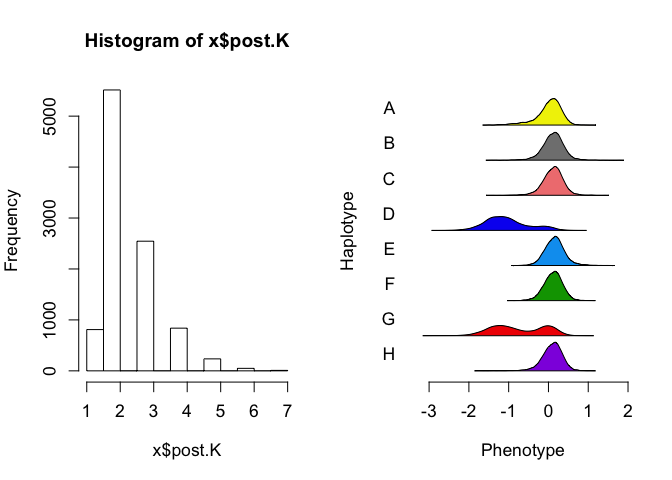 Histogram of x$post.K
Frequency
0
1000
3000
5000
1 2 3 4 5 6 7
x$post.K
Haplotype
A
B
C
D
E
F
G
H
-3 -2 -1 0 1 2
Phenotype